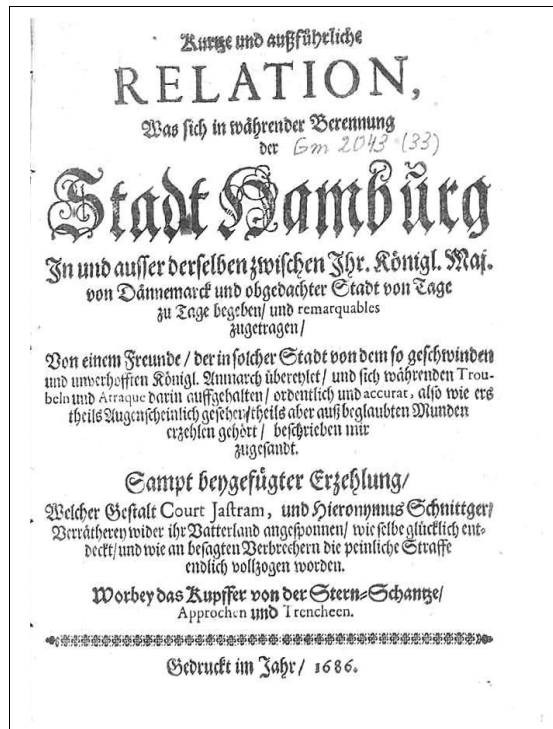 Kurtze und außführliche
RELATION,
Was sich in währender Berennung
der
Gm 2043 (33)
Stadt Hamburg
In und ausser derselben zwischen Ihr. Königl. Maj.
von Dännemarck und obgedachter Stadt von Tage
zu Tage begeben/ und remarquables
zugetragen/
Von einem Freunde/ der in solcher Stadt von dem so geschwinden
und unverhofften Königl. Anmarch übereylet/ und sich währenden Trou-
beln und Attaque darin auffgehalten/ ordentlich und accurat, also wie ers
theils Augenscheinlich gesehen/theils aber auß beglaubten Munden
erzehlen gehört/ beschrieben mir
zugesandt.
Sampt beygefügter Erzehlung/
Welcher Gestalt Court Jastram, und Hieronymus Schnittger/
Verrätherey wider ihr Vatterland angesponnen/ wie selbe glücklich ent-
deckt/und wie an besagten Verbrechern die peinliche Straffe
endlich vollzogen worden.
Worbey das Kupffer von der Stern-Schantze/
Approchen und Trencheen.
Gedruckt im Jahr/ 1686.